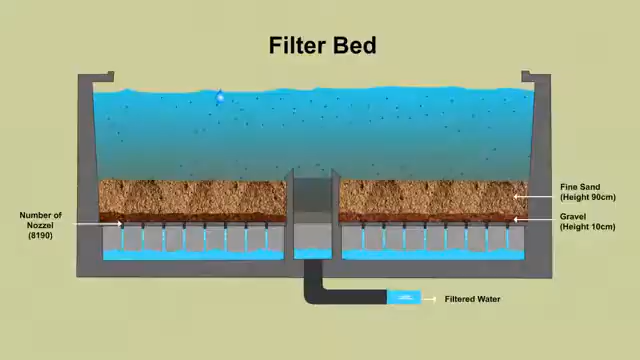 Filter Bed
Fine Sand
(Height 90cm)
Number of
Nozzel
(8190)
Gravel
(Height 10cm)
Filtered Water